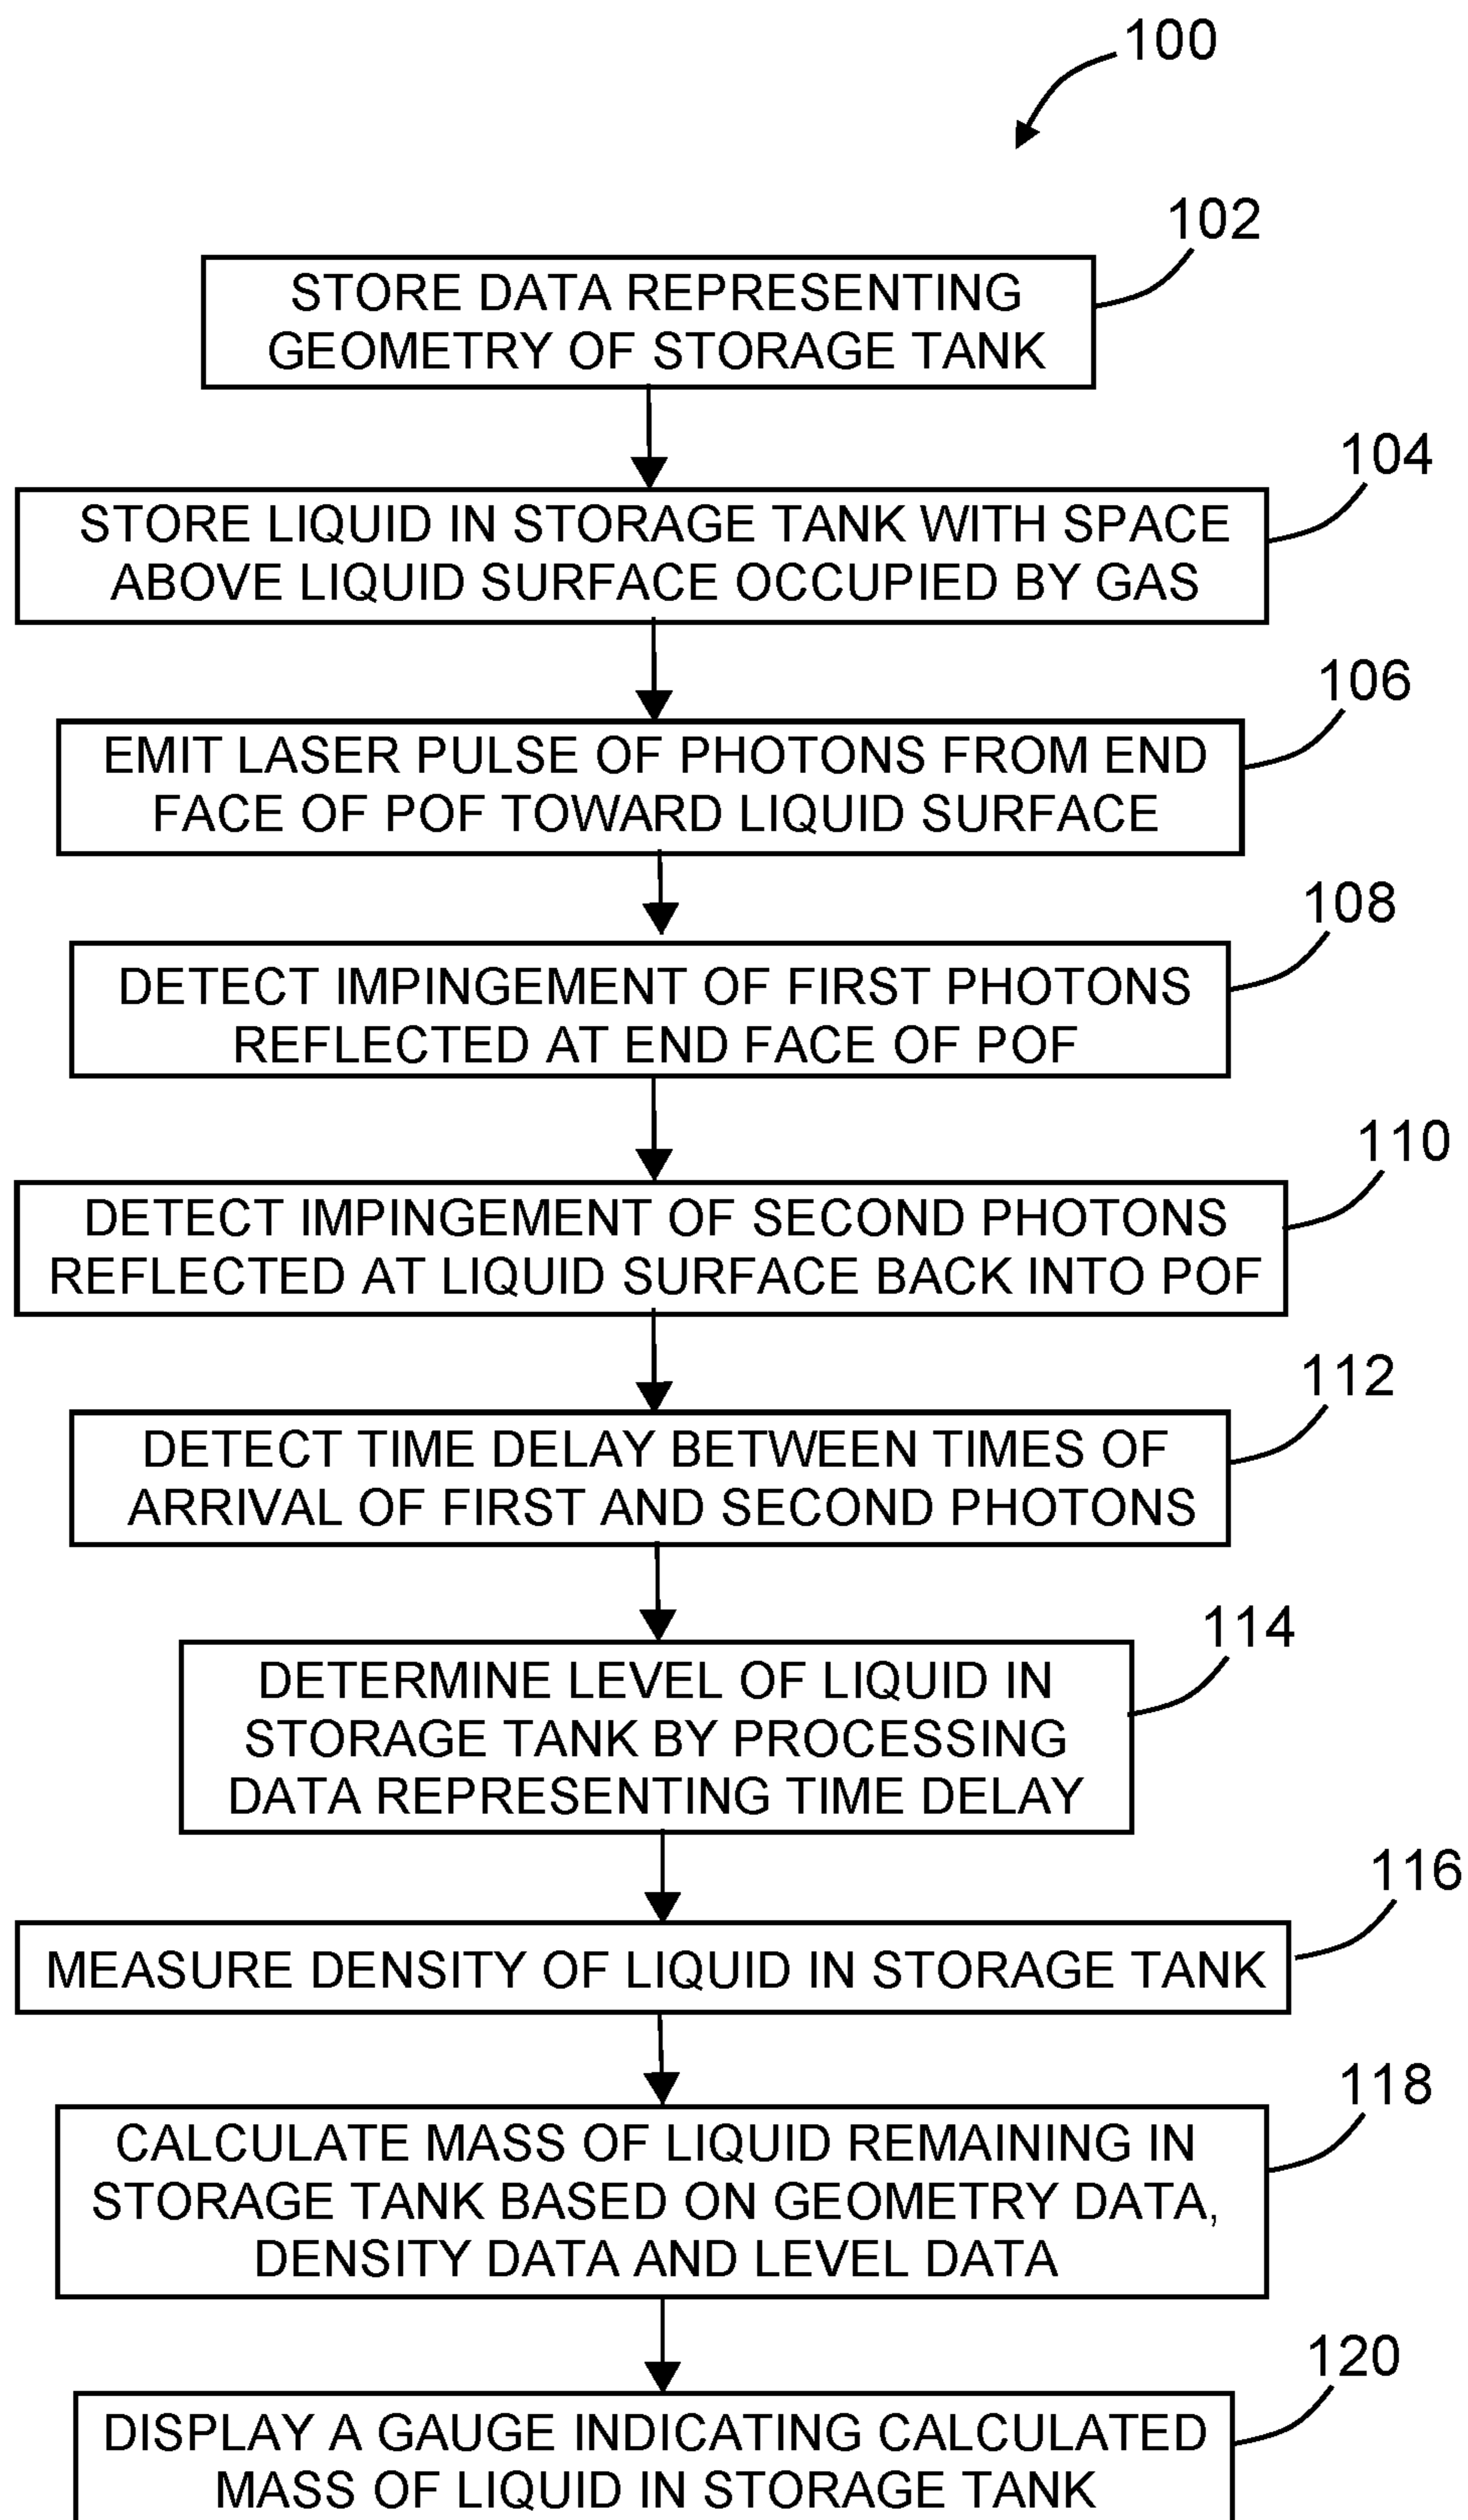 100
102
STORE DATA REPRESENTING
GEOMETRY OF STORAGE TANK
104
STORE LIQUID IN STORAGE TANK WITH SPACE
ABOVE LIQUID SURFACE OCCUPIED BY GAS
106
EMIT LASER PULSE OF PHOTONS FROM END
FACE OF POF TOWARD LIQUID SURFACE
108
DETECT IMPINGEMENT OF FIRST PHOTONS
REFLECTED AT END FACE OF POF
110
DETECT IMPINGEMENT OF SECOND PHOTONS
REFLECTED AT LIQUID SURFACE BACK INTO POF
112
DETECT TIME DELAY BETWEEN TIMES OF
ARRIVAL OF FIRST AND SECOND PHOTONS
114
DETERMINE LEVEL OF LIQUID IN
STORAGE TANK BY PROCESSING
DATA REPRESENTING TIME DELAY
116
MEASURE DENSITY OF LIQUID IN STORAGE TANK
118
CALCULATE MASS OF LIQUID REMAINING IN
STORAGE TANK BASED ON GEOMETRY DATA,
DENSITY DATA AND LEVEL DATA
120
DISPLAY A GAUGE INDICATING CALCULATED
MASS OF LIQUID IN STORAGE TANK